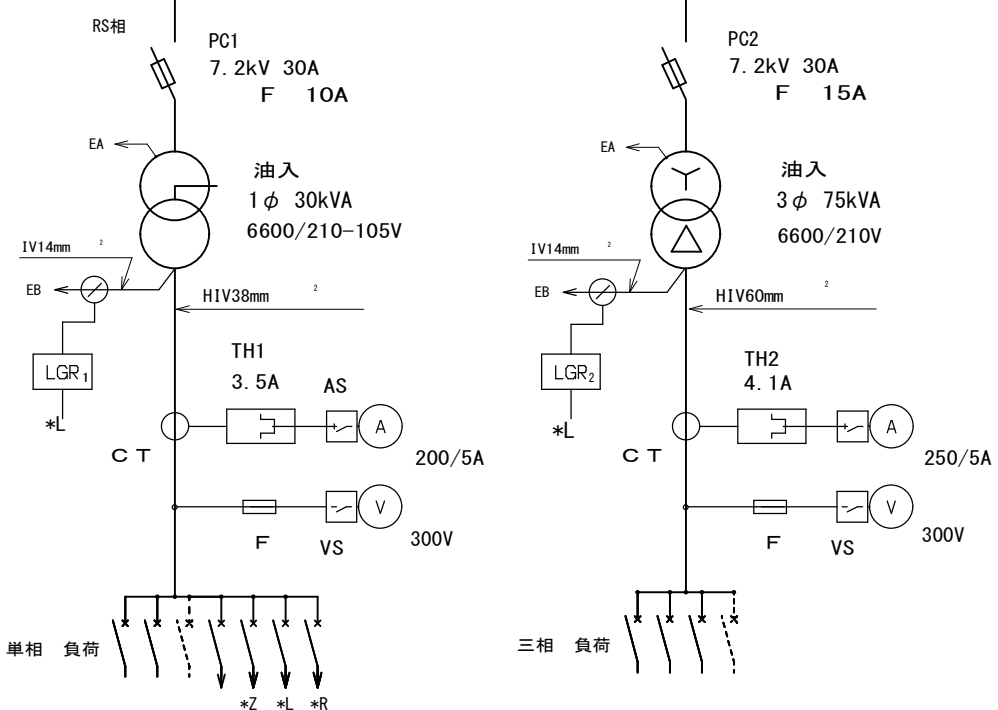 RS相
PC1
7.2kV 30A
F 10A
EA
油入
1φ 30kVA
6600/210-105V
IV14mm 2
EB
HIV38mm 2
LGR1
*L
TH1
3.5A
AS
A
CT
200/5A
V
F
VS
300V
単相 負荷
*Z *L *R
PC2
7.2kV 30A
F 15A
EA
油入
3φ 75kVA
6600/210V
IV14mm 2
EB
HIV60mm 2
LGR2
*L
TH2
4.1A
A
CT
250/5A
V
F
VS
300V
三相 負荷